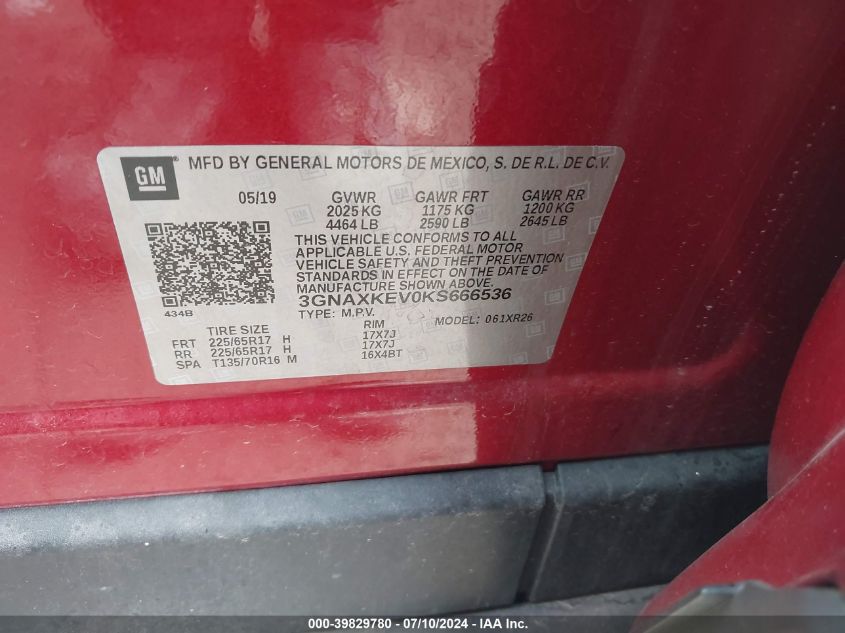 GM ® MFD BY GENERAL MOTORS DE MEXICO, S. DE R.L. DE C.V.
05/19 GVWR GAWR FRT GAWR RR
2025 KG 1175 KG 1200 KG
4464 LB 2590 LB 2645 LB
THIS VEHICLE CONFORMS TO ALL
APPLICABLE U.S. FEDERAL MOTOR
VEHICLE SAFETY AND THEFT PREVENTION
STANDARDS IN EFFECT ON THE DATE OF
MANUFACTURE SHOWN ABOVE.
3GNAXKEV0KS666536
434B TYPE: M.P.V. MODEL: 061XR26
TIRE SIZE RIM
FRT 225/65R17 H 17X7J
RR 225/65R17 H 17X7J
SPA T135/70R16 M 16X4BT
000-39829780 - 07/10/2024 - IAAI.com